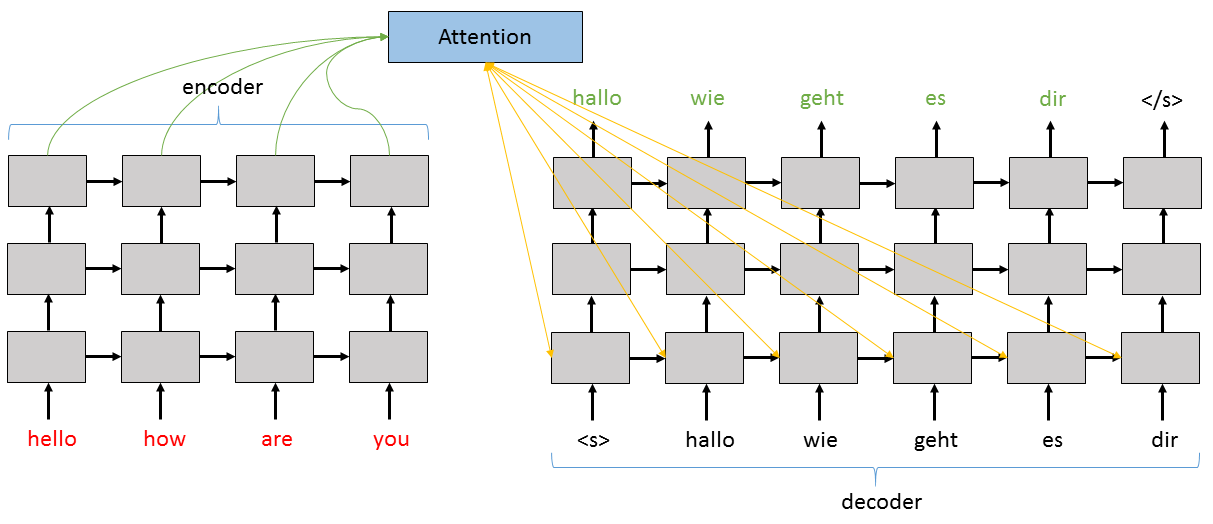 Attention
encoder
hallo wie geht es dir </s>
hello how are you
<s> hallo wie geht es dir
decoder